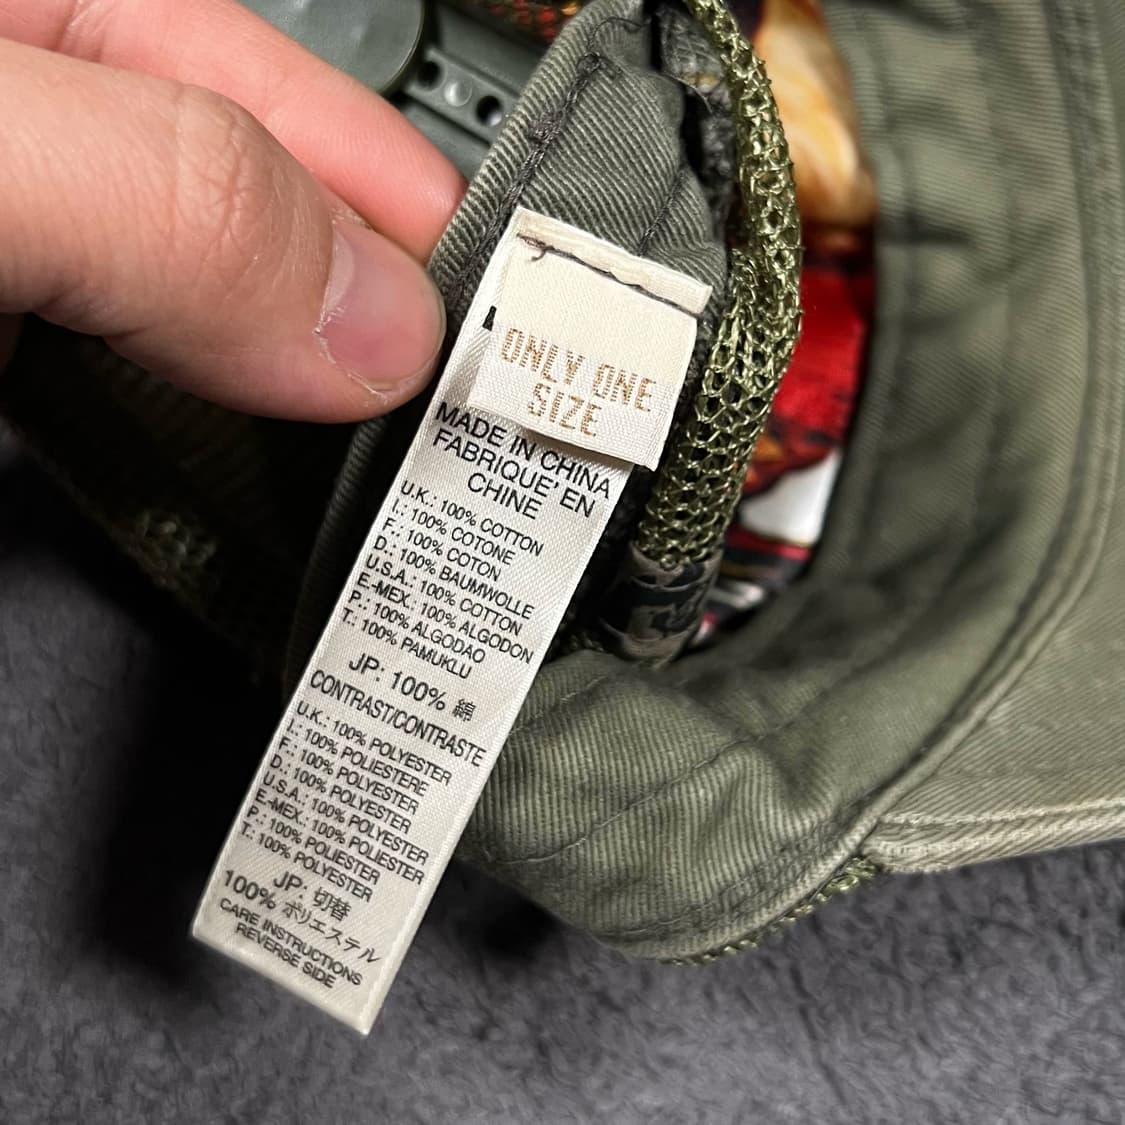 ONLY ONE
SIZE
MADE IN CHINA
FABRIQUE' EN
CHINE
U.K.: 100% COTTON
I.: 100% COTONE
F.: 100% COTON
D.: 100% BAUMWOLLE
U.S.A.: 100% COTTON
E.-MEX.: 100% ALGODON
P.: 100% ALGODAO
T.: 100% PAMUKLU
JP: 100% 綿
CONTRAST/CONTRASTE
U.K.: 100% POLYESTER
I.: 100% POLIESTERE
F.: 100% POLYESTER
D.: 100% POLYESTER
U.S.A.: 100% POLYESTER
E.-MEX.: 100% POLIESTER
P.: 100% POLIESTER
T.: 100% POLYESTER
JP: 切替
100% ポリエステル
CARE INSTRUCTIONS
REVERSE SIDE